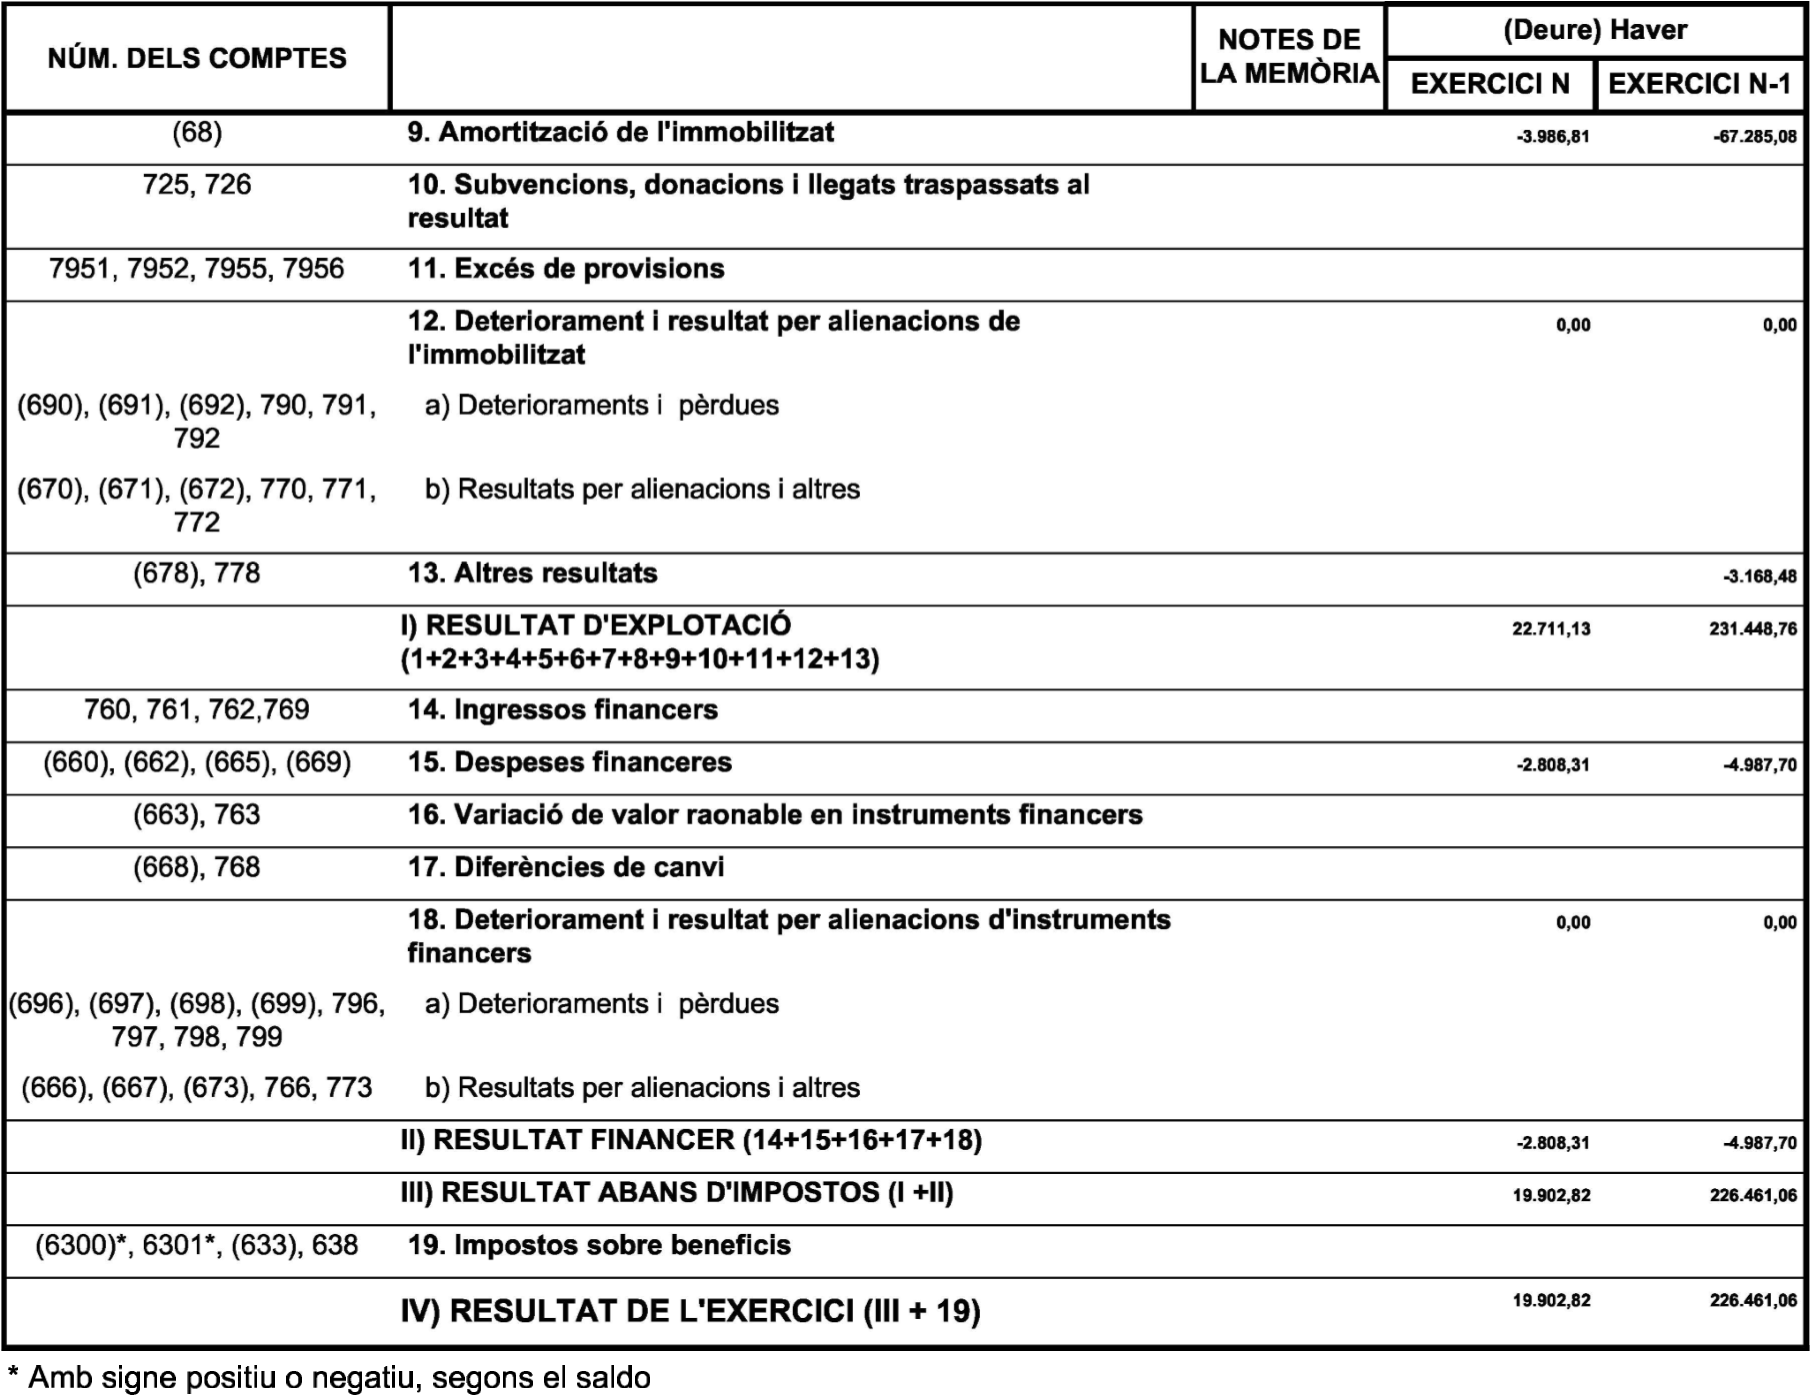 NÚM. DELS COMPTES
NOTES DE
LA MEMÒRIA
(Deure) Haver
EXERCICI N
EXERCICI N-1
(68)
9. Amortització de l'immobilitzat
-3.986,81
-67.285,08
725, 726
10. Subvencions, donacions i llegats traspassats al
resultat
7951, 7952, 7955, 7956
11. Excés de provisions
12. Deteriorament i resultat per alienacions de
l'immobilitzat
0,00
0,00
(690), (691), (692), 790, 791,
792
a) Deterioraments i  pèrdues
(670), (671), (672), 770, 771,
772
b) Resultats per alienacions i altres
(678), 778
13. Altres resultats
-3.168,48
I) RESULTAT D'EXPLOTACIÓ
(1+2+3+4+5+6+7+8+9+10+11+12+13)
22.711,13
231.448,76
760, 761, 762,769
14. Ingressos financers
(660), (662), (665), (669)
15. Despeses financeres
-2.808,31
-4.987,70
(663), 763
16. Variació de valor raonable en instruments financers
(668), 768
17. Diferències de canvi
18. Deteriorament i resultat per alienacions d'instruments
financers
0,00
0,00
(696), (697), (698), (699), 796,
797, 798, 799
a) Deterioraments i  pèrdues
(666), (667), (673), 766, 773
b) Resultats per alienacions i altres
II) RESULTAT FINANCER (14+15+16+17+18)
-2.808,31
-4.987,70
III) RESULTAT ABANS D'IMPOSTOS (I +II)
19.902,82
226.461,06
(6300)*, 6301*, (633), 638
19. Impostos sobre beneficis
IV) RESULTAT DE L'EXERCICI (III + 19)
19.902,82
226.461,06
* Amb signe positiu o negatiu, segons el saldo